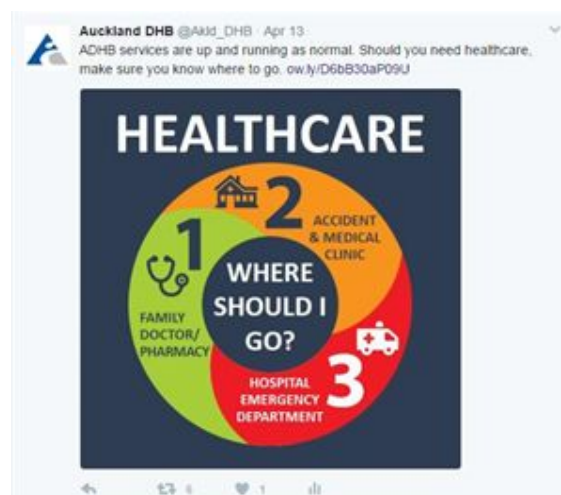 Auckland DHB @Akld_DHB · Apr 13
ADHB services are up and running as normal. Should you need healthcare,
make sure you know where to go. ow.ly/D6bB30aP09U
HEALTHCARE
1
FAMILY
DOCTOR/
PHARMACY
2
ACCIDENT
& MEDICAL
CLINIC
WHERE
SHOULD I
GO?
3
HOSPITAL
EMERGENCY
DEPARTMENT
6
1